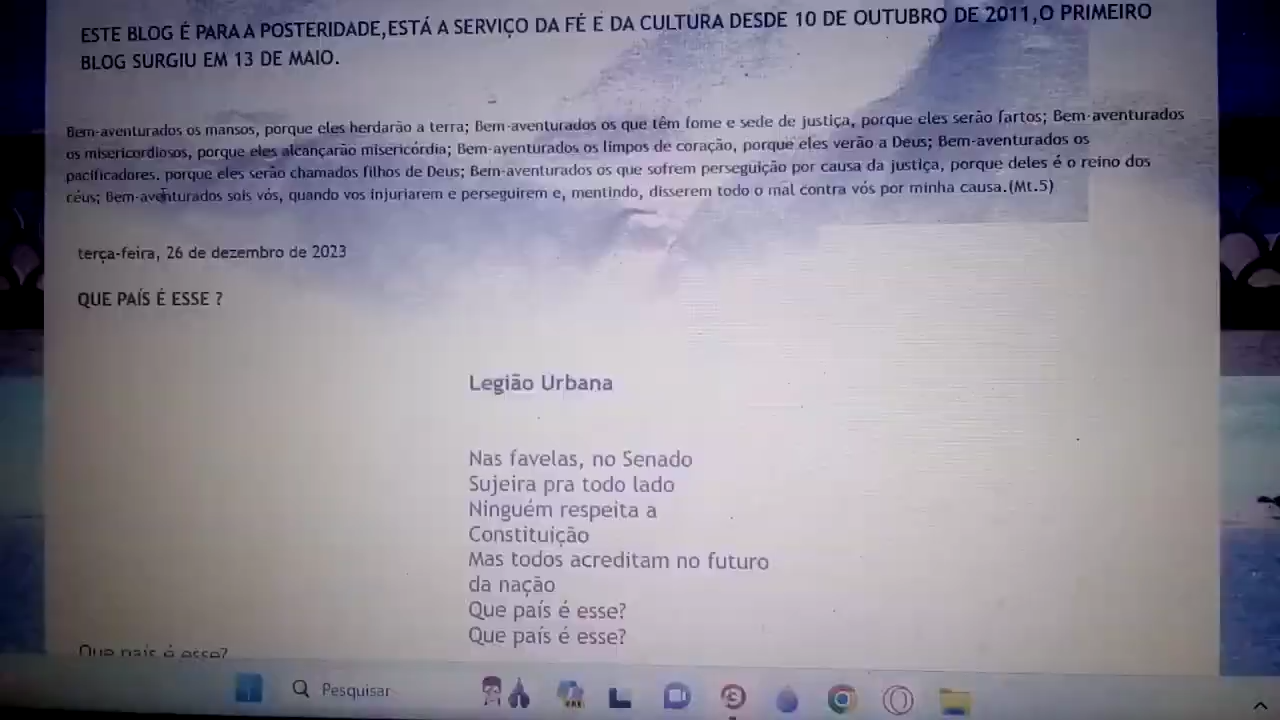 ESTE BLOG É PARA A POSTERIDADE,ESTÁ A SERVIÇO DA FÉ E DA CULTURA DESDE 10 DE OUTUBRO DE 2011,O PRIMEIRO
BLOG SURGIU EM 13 DE MAIO.
Bem-aventurados os mansos, porque eles herdarão a terra; Bem-aventurados os que têm fome e sede de justiça, porque eles serão fartos; Bem-aventurados
os misericordiosos, porque eles alcançarão misericórdia; Bem-aventurados os limpos de coração, porque eles verão a Deus; Bem-aventurados os
pacificadores, porque eles serão chamados filhos de Deus; Bem-aventurados os que sofrem perseguição por causa da justiça, porque deles é o reino dos
céus; Bem-aventurados sois vós, quando vos injuriarem e perseguirem e, mentindo, disserem todo o mal contra vós por minha causa.(Mt.5)
terça-feira, 26 de dezembro de 2023
QUE PAÍS É ESSE ?
Legião Urbana
Nas favelas, no Senado
Sujeira pra todo lado
Ninguém respeita a
Constituição
Mas todos acreditam no futuro
da nação
Que país é esse?
Que país é esse?
Que país é esse?
Pesquisar